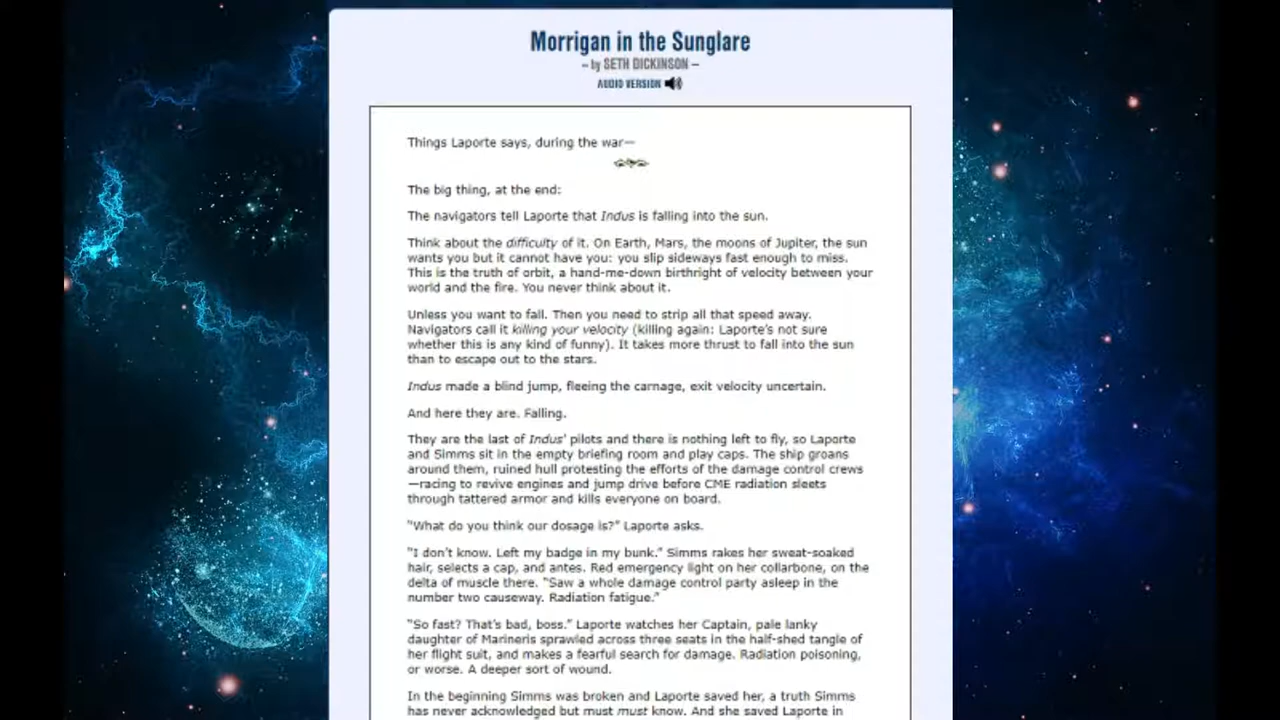 Morrigan in the Sunglare
– by SETH DICKINSON –
AUDIO VERSION
Things Laporte says, during the war—
The big thing, at the end:
The navigators tell Laporte that Indus is falling into the sun.
Think about the difficulty of it. On Earth, Mars, the moons of Jupiter, the sun
wants you but it cannot have you: you slip sideways fast enough to miss.
This is the truth of orbit, a hand-me-down birthright of velocity between your
world and the fire. You never think about it.
Unless you want to fall. Then you need to strip all that speed away.
Navigators call it killing your velocity (killing again: Laporte’s not sure
whether this is any kind of funny). It takes more thrust to fall into the sun
than to escape out to the stars.
Indus made a blind jump, fleeing the carnage, exit velocity uncertain.
And here they are. Falling.
They are the last of Indus’ pilots and there is nothing left to fly, so Laporte
and Simms sit in the empty briefing room and play caps. The ship groans
around them, ruined hull protesting the efforts of the damage control crews
—racing to revive engines and jump drive before CME radiation sleets
through tattered armor and kills everyone on board.
“What do you think our dosage is?” Laporte asks.
“I don’t know. Left my badge in my bunk.” Simms rakes her sweat-soaked
hair, selects a cap, and antes. Red emergency light on her collarbone, on the
delta of muscle there. “Saw a whole damage control party asleep in the
number two causeway. Radiation fatigue.”
“So fast? That’s bad, boss.” Laporte watches her Captain, pale lanky
daughter of Marineris sprawled across three seats in the half-shed tangle of
her flight suit, and makes a fearful search for damage. Radiation poisoning,
or worse. A deeper sort of wound.
In the beginning Simms was broken and Laporte saved her, a truth Simms
has never acknowledged but must must know. And she saved Laporte in